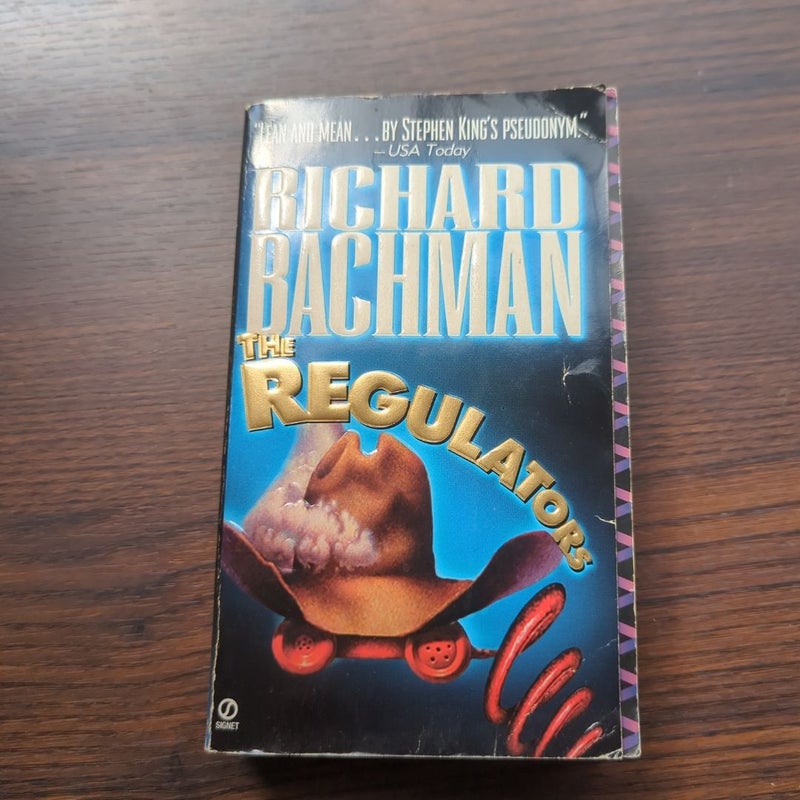 "LEAN AND MEAN... BY STEPHEN KING'S PSEUDONYM."
—USA Today
RICHARD
BACHMAN
THE
REGULATORS
SIGNET